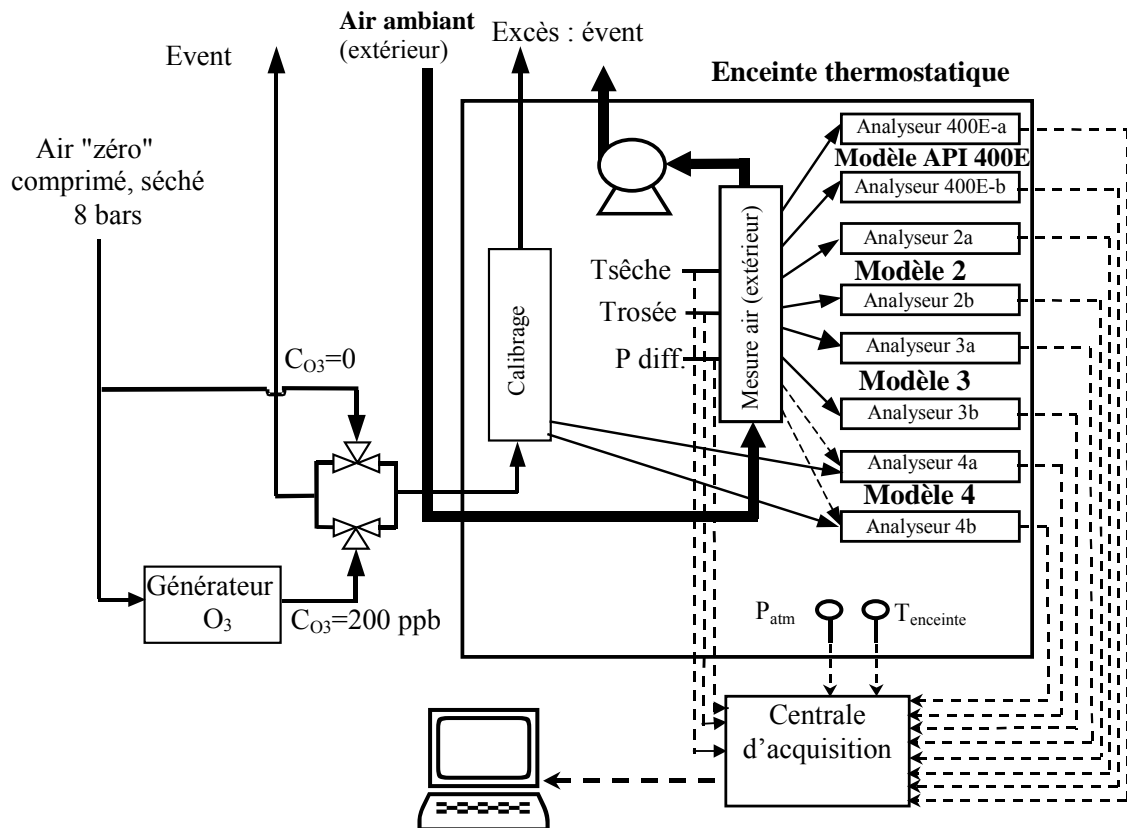 Air ambiant
(extérieur)
Excès : évent
Event
Enceinte thermostatique
Air "zéro"
comprimé, séché
8 bars
Analyseur 400E-a
Modèle API 400E
Analyseur 400E-b
Analyseur 2a
Modèle 2
Analyseur 2b
Analyseur 3a
Modèle 3
Analyseur 3b
Analyseur 4a
Modèle 4
Analyseur 4b
Mesure air (extérieur)
Tsêche
Trosée
P diff.
Calibrage
CO3=0
Générateur
O3
CO3=200 ppb
Patm
Tenceinte
Centrale
d’acquisition